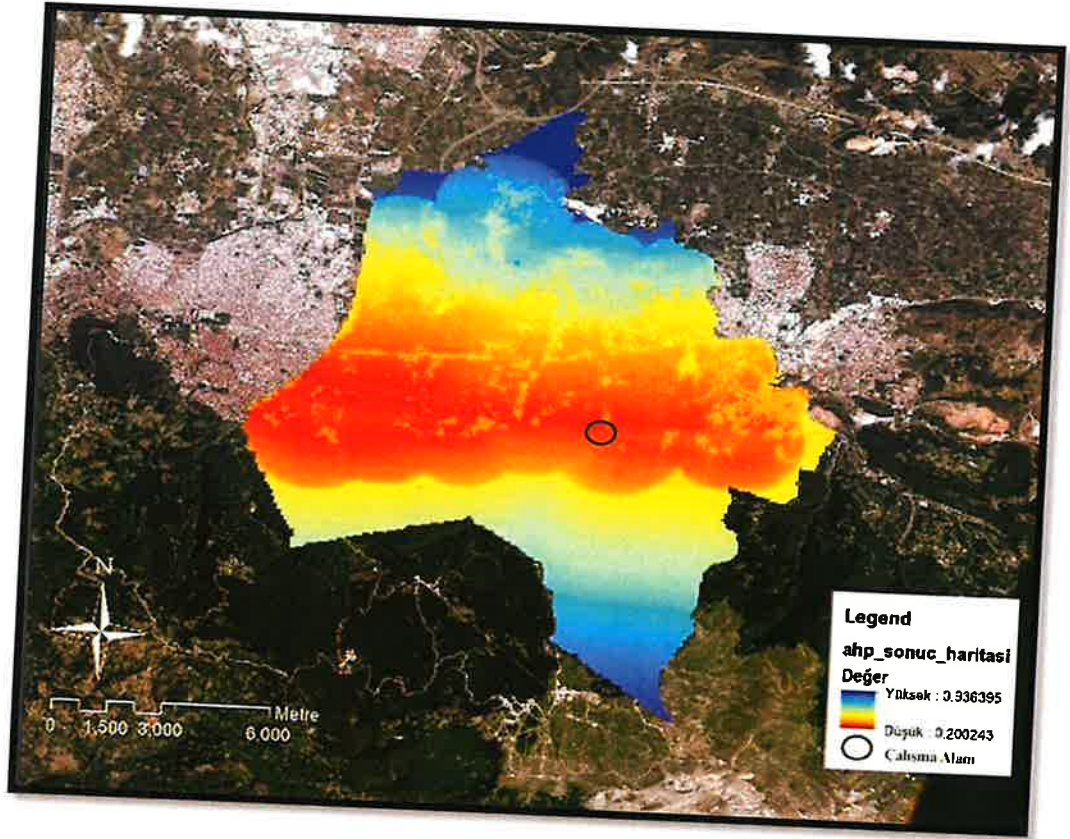 N
Metre
0 1,500 3,000 6,000
Legend
ahp_sonuc_haritasi
Değer
Yüksek : 0.936395
Düşük : 0.200243
Çalışma Alanı